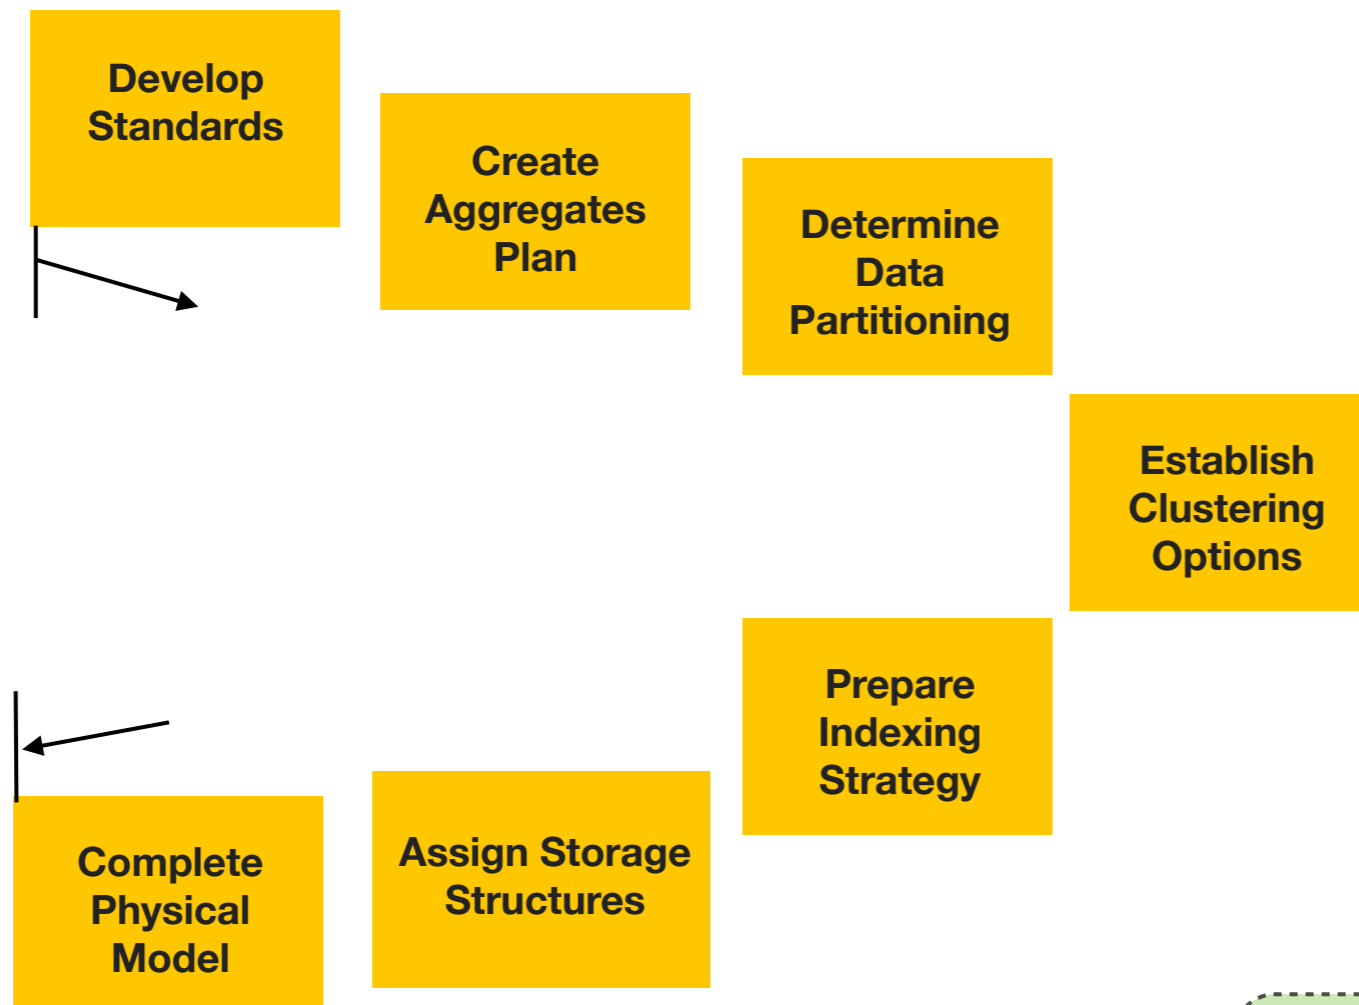 Develop
Standards
Create
Aggregates
Plan
Determine
Data
Partitioning
Establish
Clustering
Options
Prepare
Indexing
Strategy
Assign Storage
Structures
Complete
Physical
Model